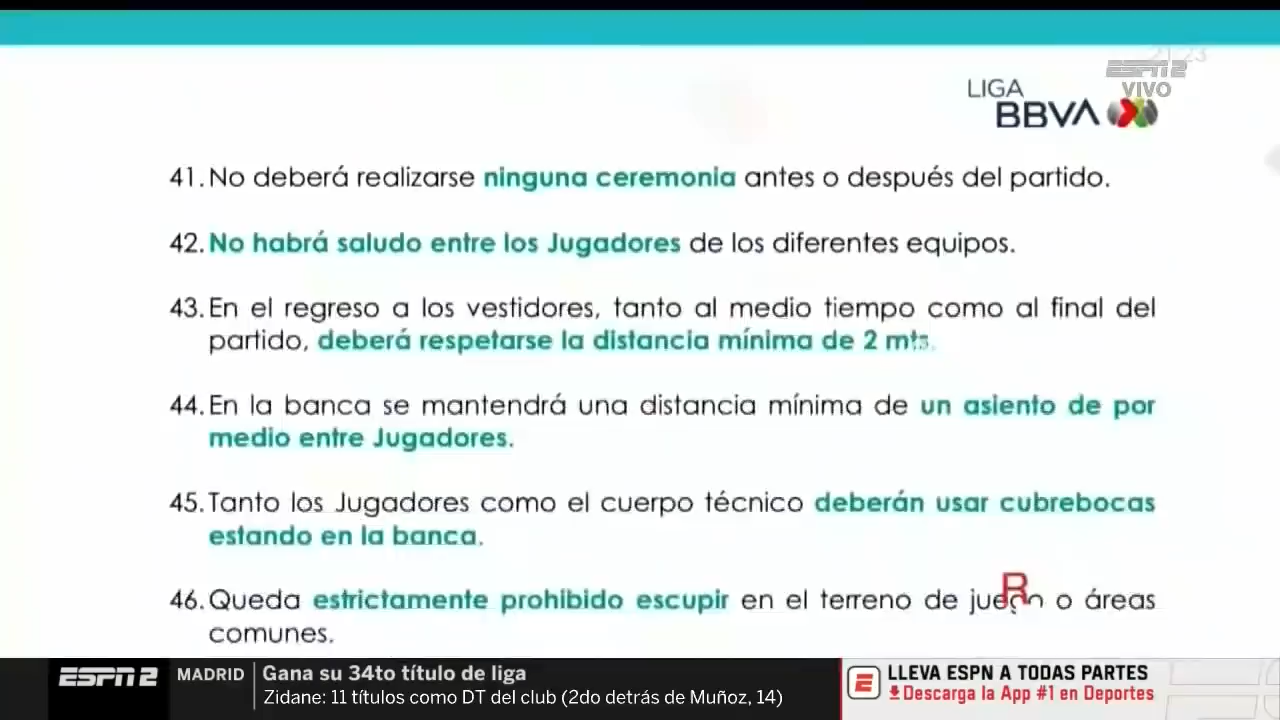 21:23
ESPN 2
VIVO
LIGA
BBVA
41. No deberá realizarse ninguna ceremonia antes o después del partido.
42. No habrá saludo entre los Jugadores de los diferentes equipos.
43. En el regreso a los vestidores, tanto al medio tiempo como al final del
partido, deberá respetarse la distancia mínima de 2 mts.
44. En la banca se mantendrá una distancia mínima de un asiento de por
medio entre Jugadores.
45. Tanto los Jugadores como el cuerpo técnico deberán usar cubrebocas
estando en la banca.
46. Queda estrictamente prohibido escupir en el terreno de juego o áreas
comunes.
R
ESPN 2 MADRID Gana su 34to título de liga
Zidane: 11 títulos como DT del club (2do detrás de Muñoz, 14)
E LLEVA ESPN A TODAS PARTES
Descarga la App #1 en Deportes